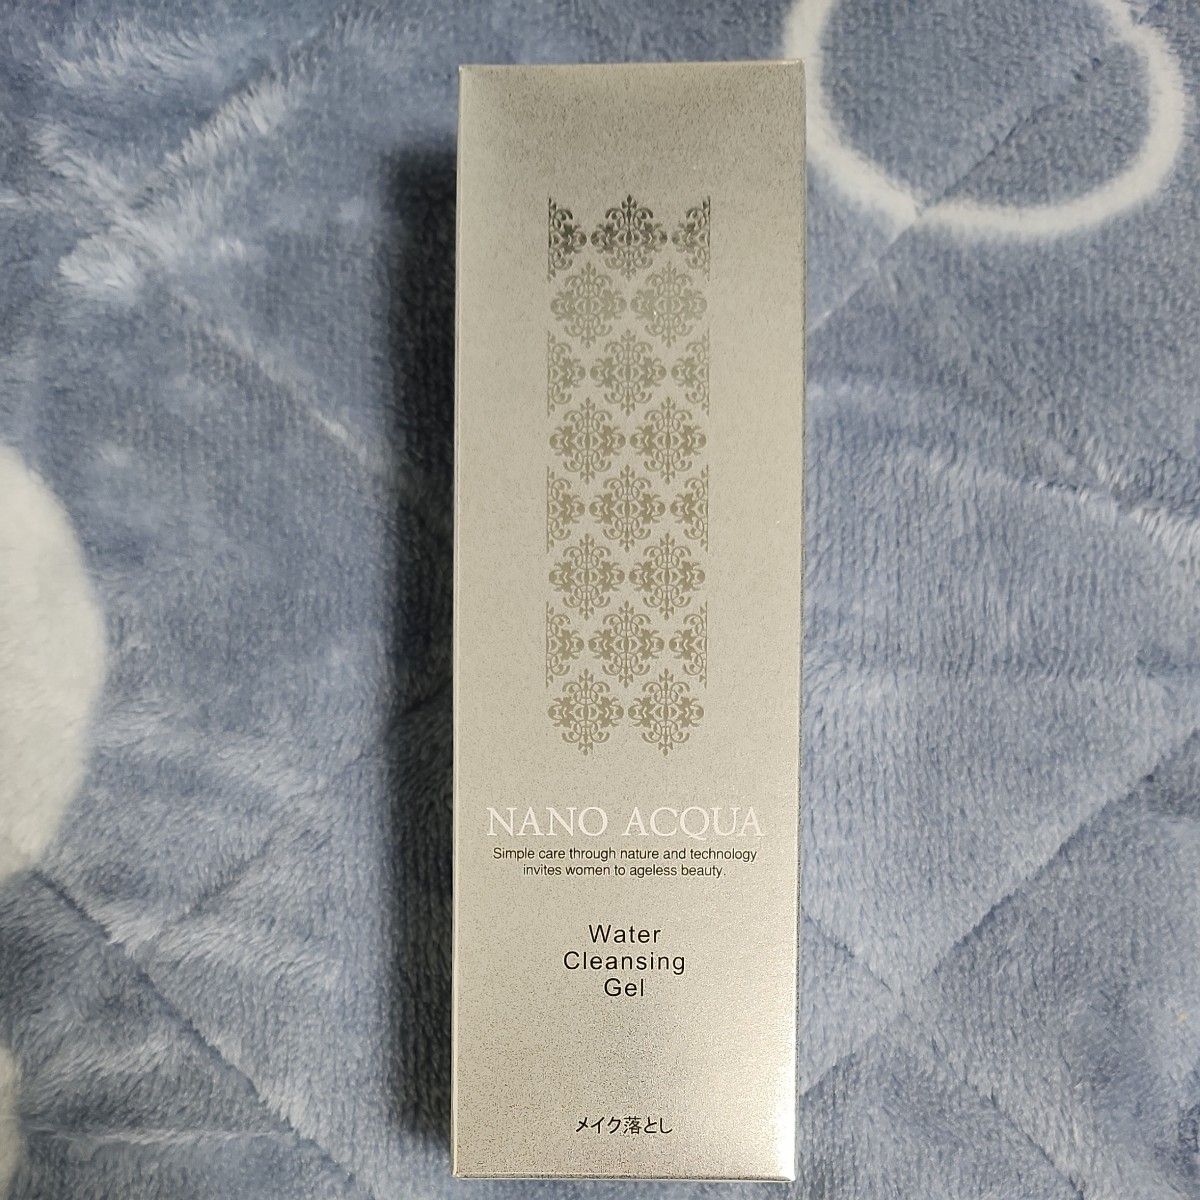 NANO ACQUA
Simple care through nature and technology
invites women to ageless beauty.
Water
Cleansing
Gel
メイク落とし